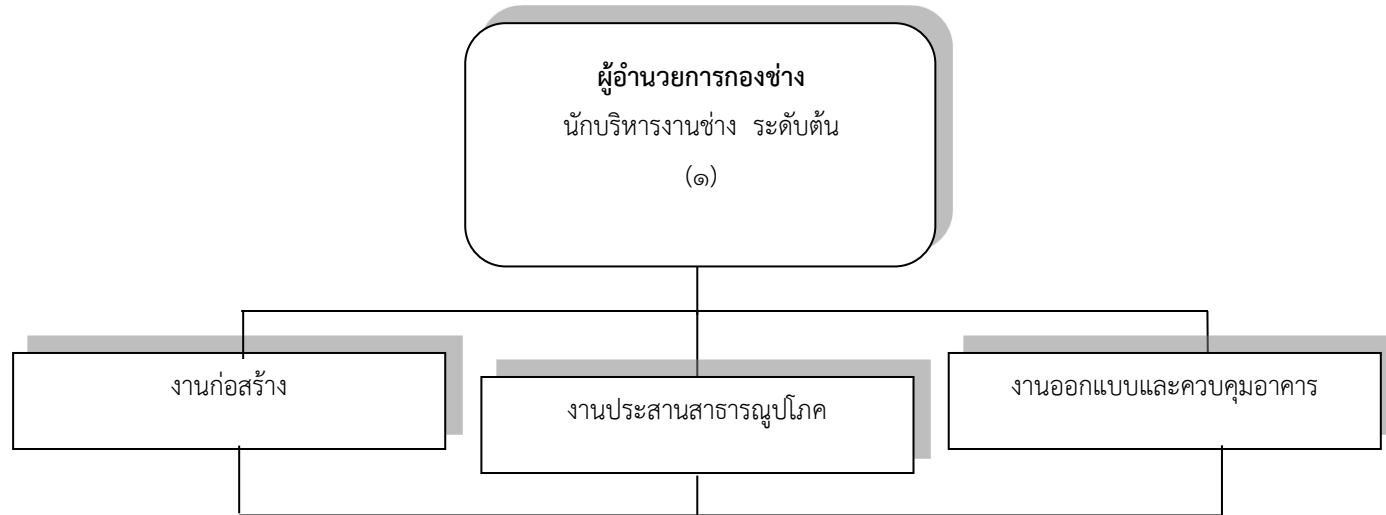 ผู้อำนวยการกองช่าง
นักบริหารงานช่าง ระดับต้น
(๑)
งานก่อสร้าง
งานประสานสาธารณูปโภค
งานออกแบบและควบคุมอาคาร